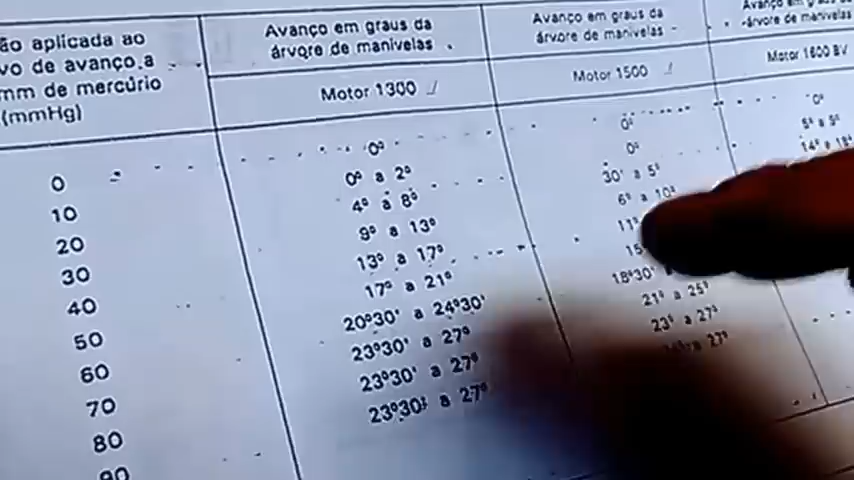 ão aplicada ao
vo de avanço a
mm de mercúrio
(mmHg)
Avanço em graus da
árvore de manivelas
Avanço em graus da
árvore de manivelas
Avanço em graus da
árvore de manivelas
Motor 1300
Motor 1500
Motor 1600 BV
0 0º 0º 0º
10 0º a 2º 0º 5º a 9º
20 4º a 8º 30' a 5º 14º a 18º
30 9º a 13º 6º a 10º
40 13º a 17º 11º
50 17º a 21º 15
60 20º30' a 24º30' 18º30'
70 23º30' a 27º 21º a 25º
80 23º30' a 27º 23º a 27º
90 23º30' a 27º a 27º